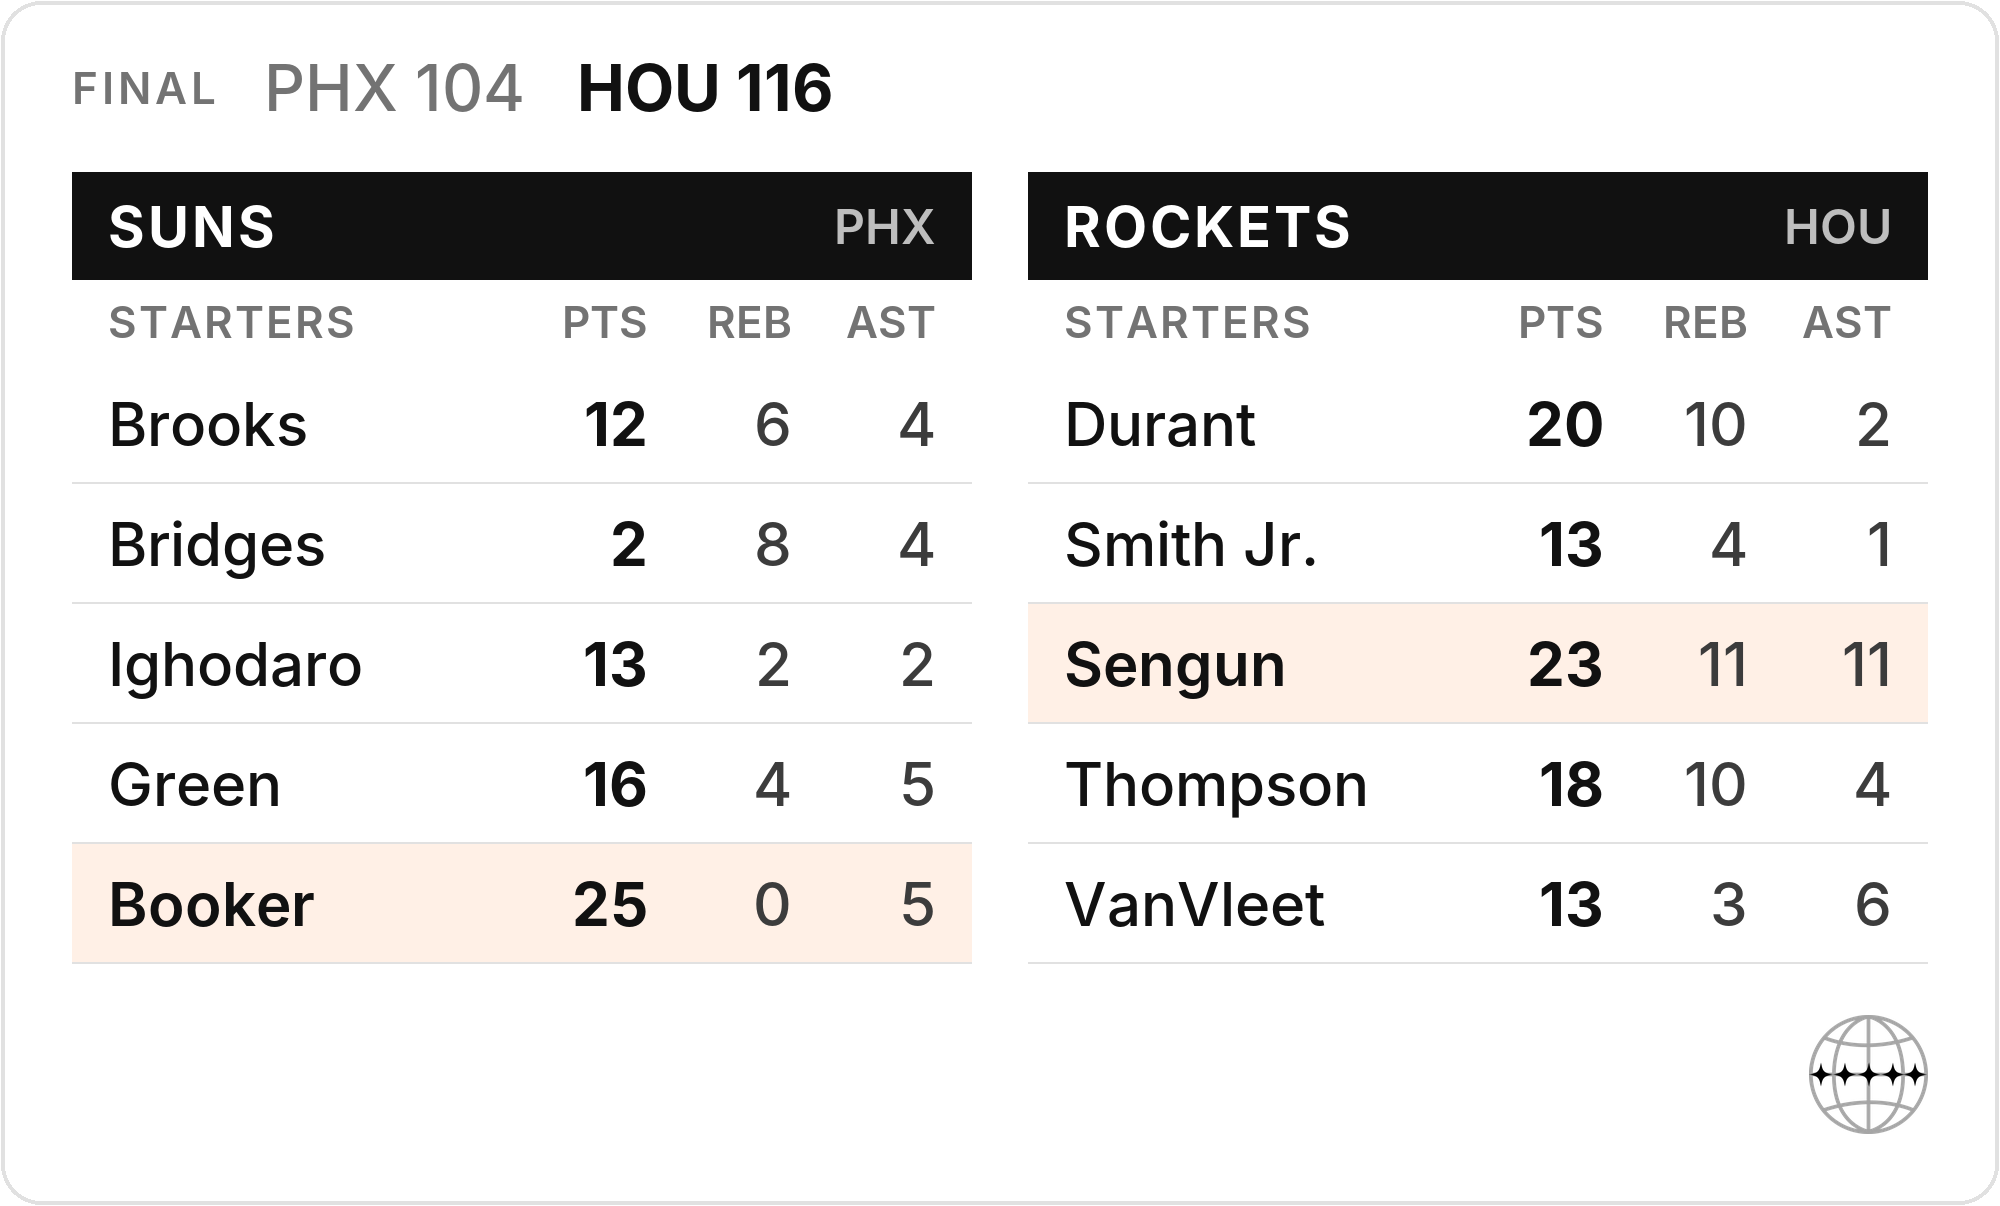 FINAL PHX 104 HOU 116
SUNS PHX
STARTERS PTS REB AST
Brooks 12 6 4
Bridges 2 8 4
Ighodaro 13 2 2
Green 16 4 5
Booker 25 0 5
ROCKETS HOU
STARTERS PTS REB AST
Durant 20 10 2
Smith Jr. 13 4 1
Sengun 23 11 11
Thompson 18 10 4
VanVleet 13 3 6